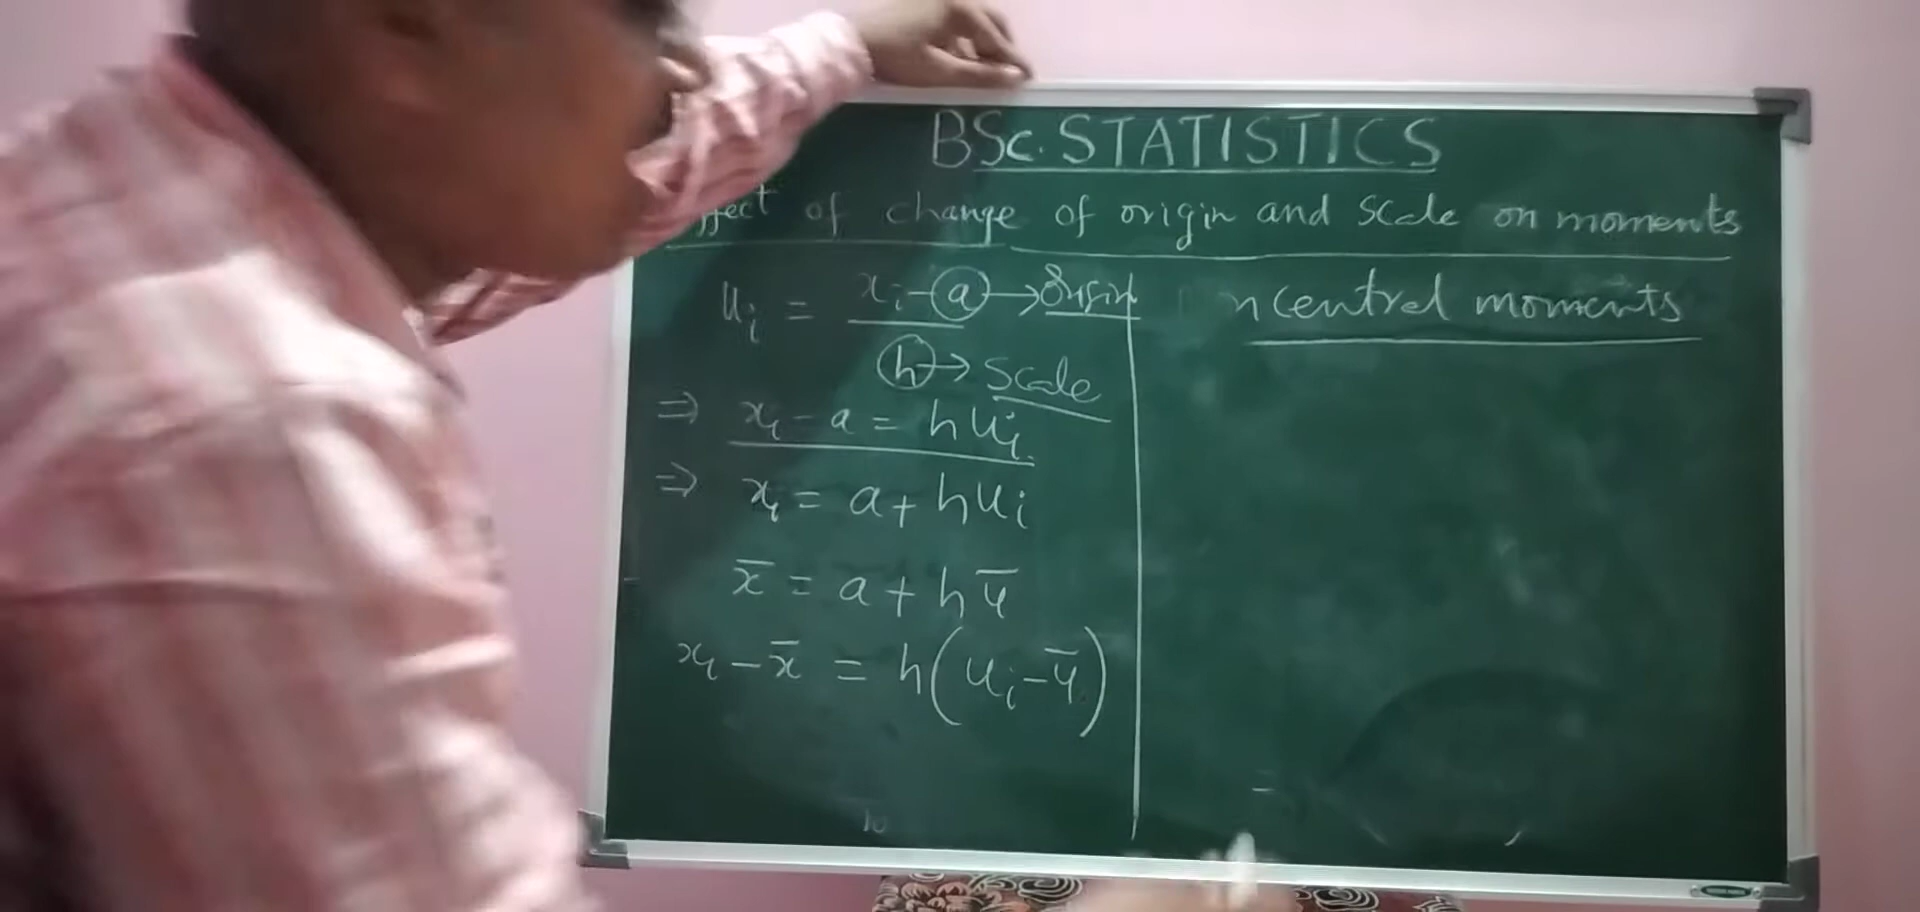 BSc. STATISTICS
ffect of change of origin and scale on moments
uᵢ = xᵢ - a → origin
h → scale
⇒ xᵢ - a = huᵢ
⇒ xᵢ = a + huᵢ
x̄ = a + hū
xᵢ - x̄ = h(uᵢ - ū)
n central moments
=